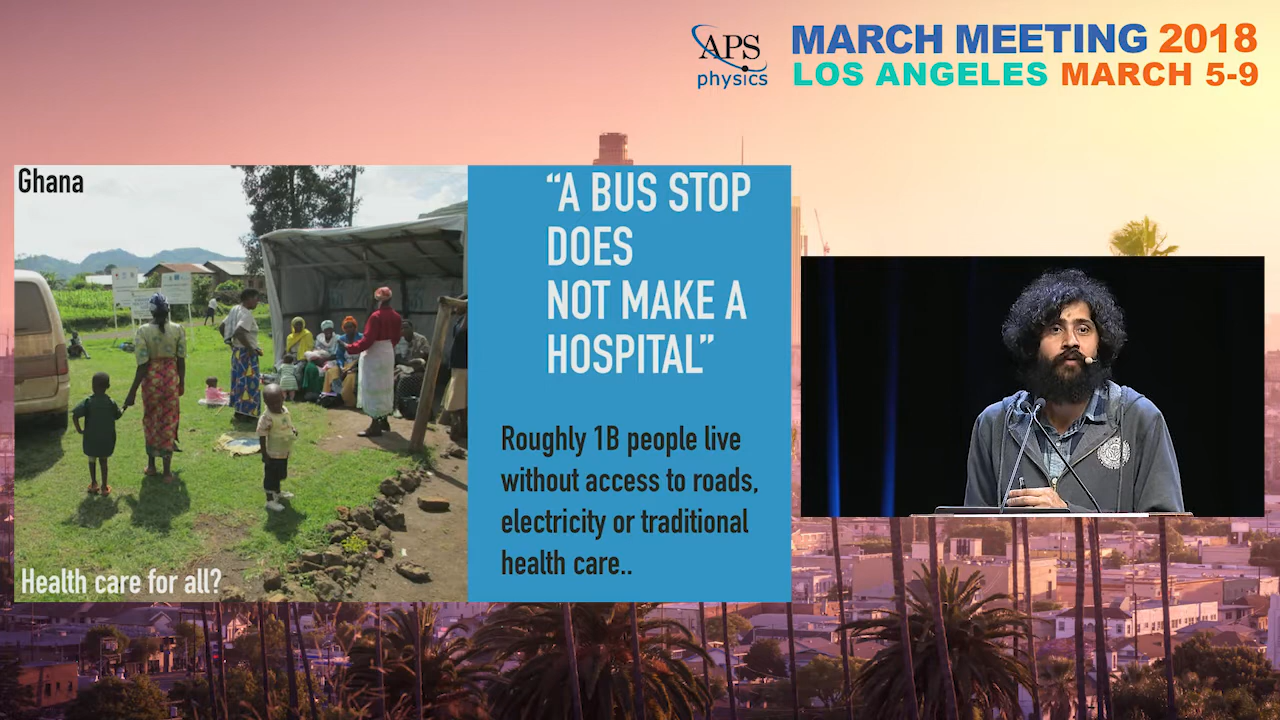 APS
physics
MARCH MEETING 2018
LOS ANGELES MARCH 5-9
Ghana
Health care for all?
“A BUS STOP
DOES
NOT MAKE A
HOSPITAL”
Roughly 1B people live
without access to roads,
electricity or traditional
health care..